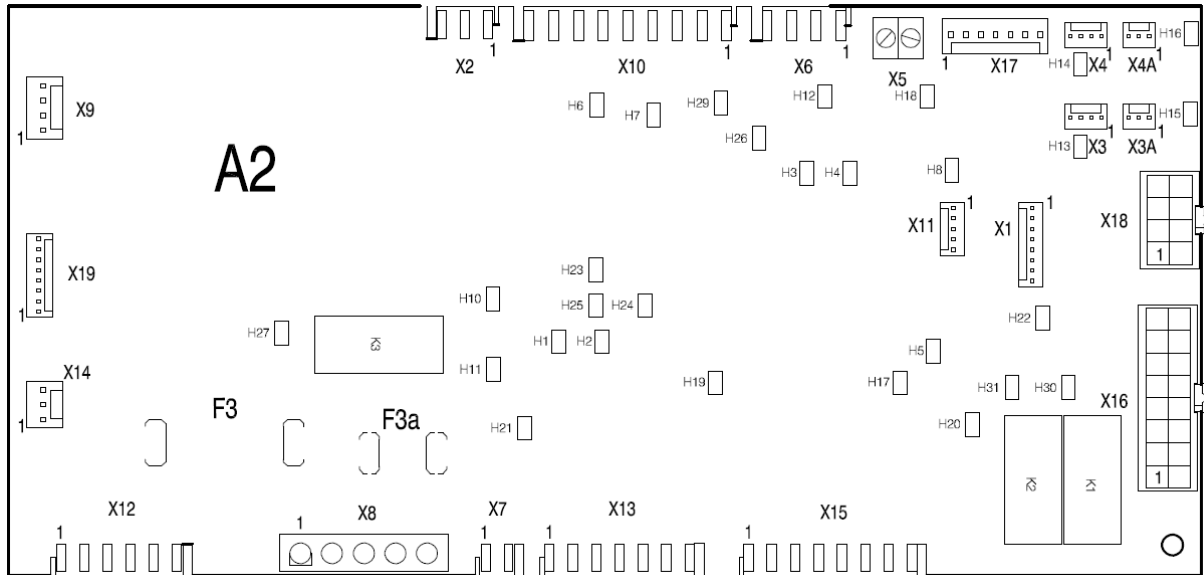 1 1 1 1
X2 X10 X6 X5 X17 X4 X4A H16
H14
X9 H6 H7 H29 H12 H18 H15
1
H26 H13 X3 X3A
1 1
A2 H3 H4 H8
1 1
X11 X1 X18
1
X19 H23
H10 H25 H24
1
H27 K3 H1 H2 H22
H5
X14 H11 H19 H17 H31 H30 X16
F3 F3a
1
H21 H20
1
K2 K1
X12 X8 X7 X13 X15
1 1 1 1 1